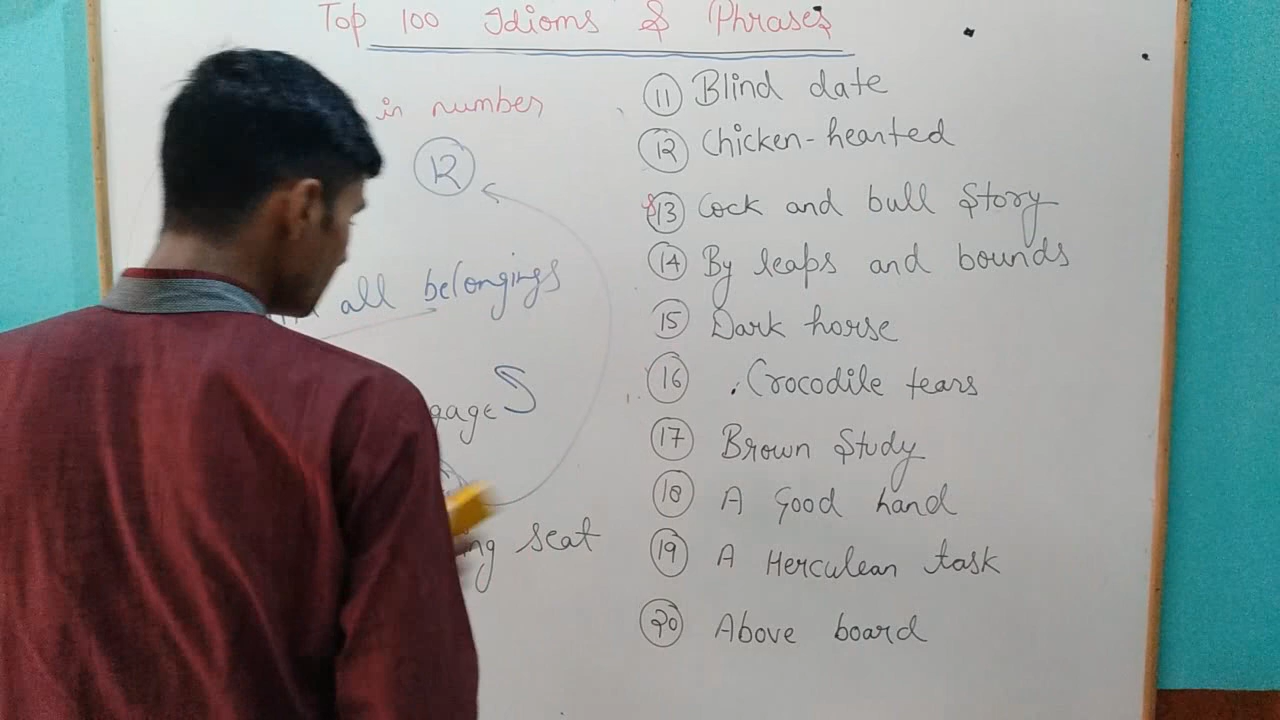 Top 100 Idioms & Phrases
in number
12
all belongings
gage
seat
11 Blind date
12 Chicken-hearted
13 Cock and bull Story
14 By leaps and bounds
15 Dark horse
16 Crocodile tears
17 Brown Study
18 A Good hand
19 A Herculean task
20 Above board